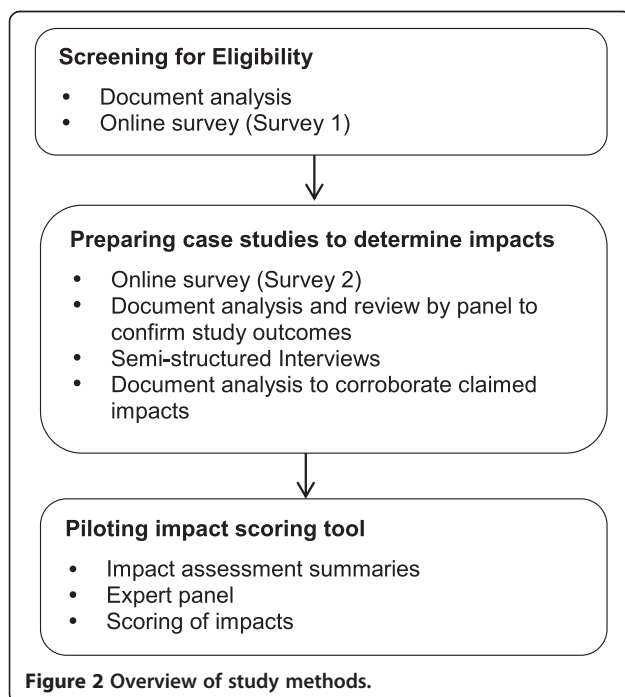 Screening for Eligibility
• Document analysis
• Online survey (Survey 1)
Preparing case studies to determine impacts
• Online survey (Survey 2)
• Document analysis and review by panel to
confirm study outcomes
• Semi-structured Interviews
• Document analysis to corroborate claimed
impacts
Piloting impact scoring tool
• Impact assessment summaries
• Expert panel
• Scoring of impacts
Figure 2 Overview of study methods.